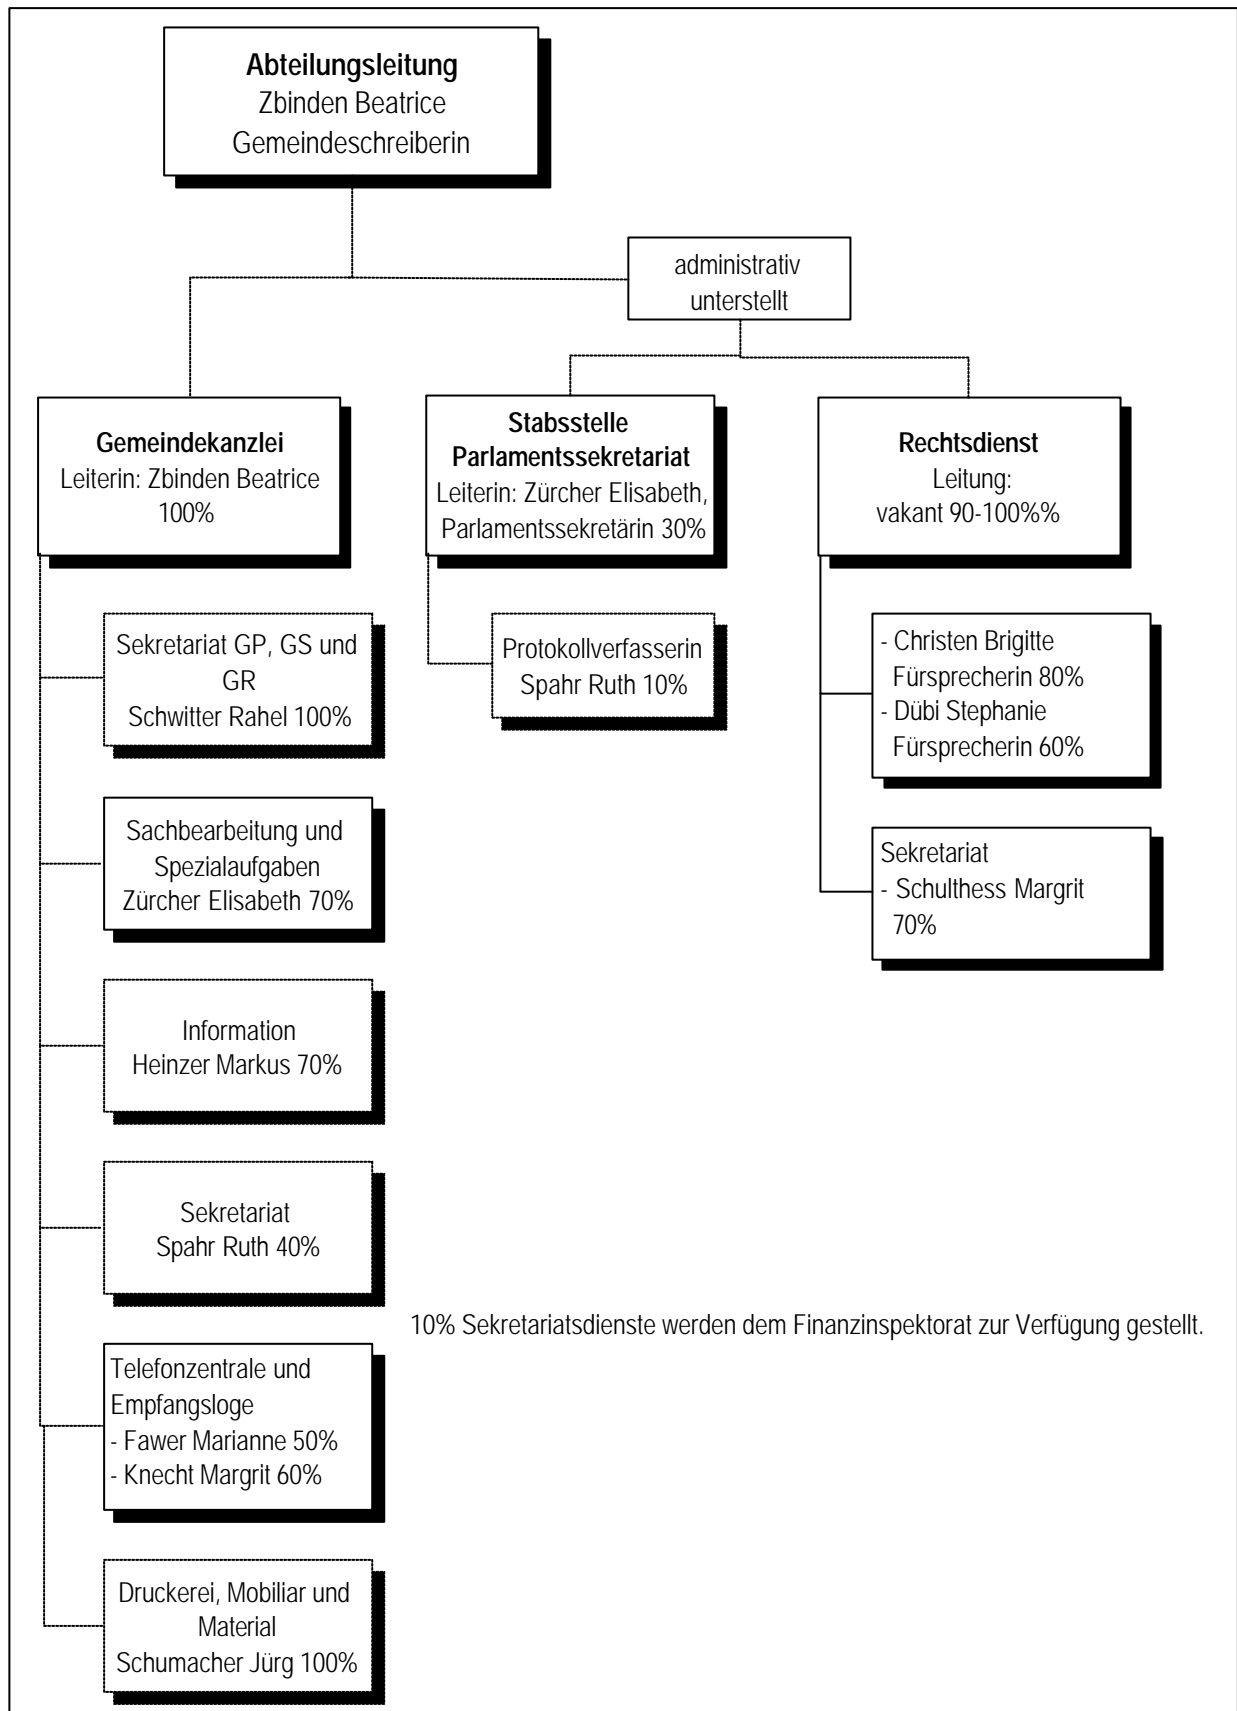 Abteilungsleitung
Zbinden Beatrice
Gemeindeschreiberin
administrativ
unterstellt
Gemeindekanzlei
Leiterin: Zbinden Beatrice
100%
Stabsstelle
Parlamentssekretariat
Leiterin: Zürcher Elisabeth,
Parlamentssekretärin 30%
Rechtsdienst
Leitung:
vakant 90-100%%
Sekretariat GP, GS und
GR
Schwitter Rahel 100%
Protokollverfasserin
Spahr Ruth 10%
- Christen Brigitte
Fürsprecherin 80%
- Dübi Stephanie
Fürsprecherin 60%
Sachbearbeitung und
Spezialaufgaben
Zürcher Elisabeth 70%
Sekretariat
- Schulthess Margrit
70%
Information
Heinzer Markus 70%
Sekretariat
Spahr Ruth 40%
10% Sekretariatsdienste werden dem Finanzinspektorat zur Verfügung gestellt.
Telefonzentrale und
Empfangsloge
- Fawer Marianne 50%
- Knecht Margrit 60%
Druckerei, Mobiliar und
Material
Schumacher Jürg 100%